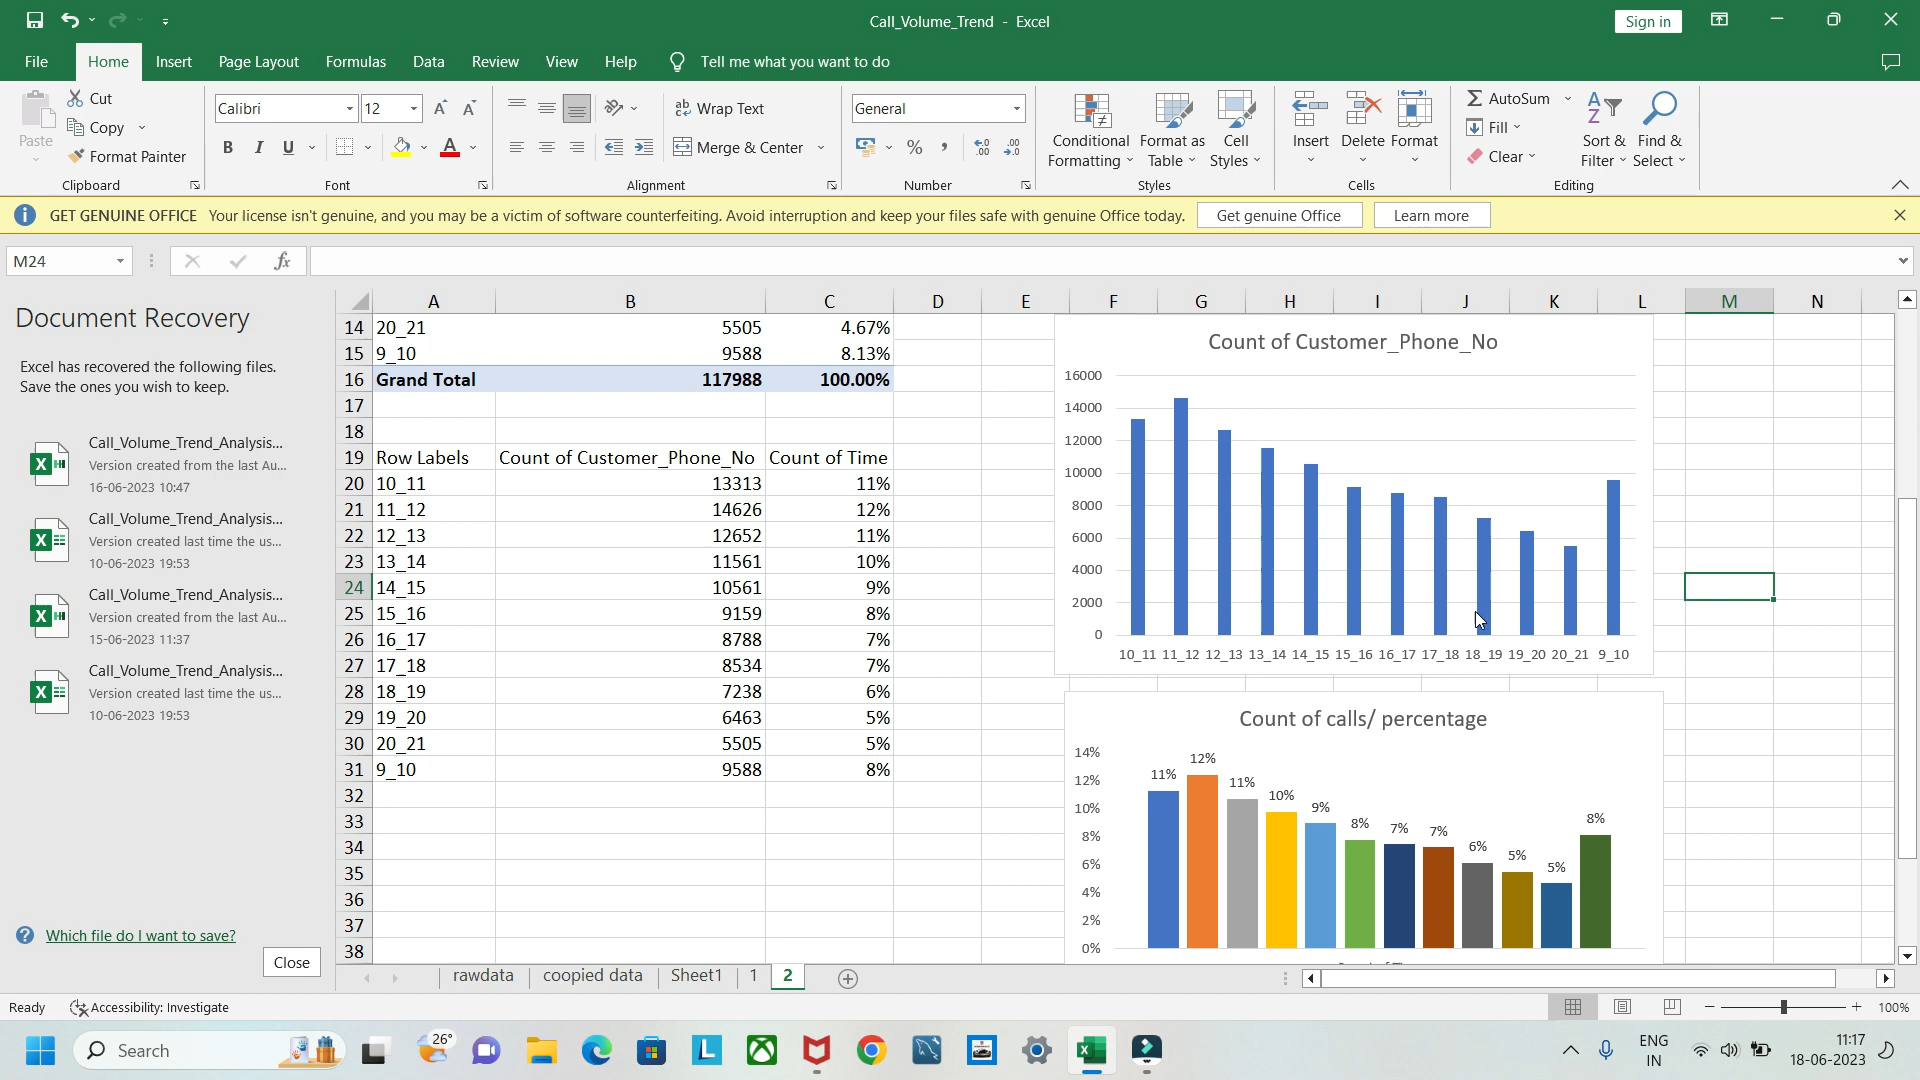 Call_Volume_Trend - Excel
Sign in
File Home Insert Page Layout Formulas Data Review View Help Tell me what you want to do
Paste
Cut
Copy
Format Painter
Clipboard
Calibri 12
B I U A
Font
Wrap Text
Merge & Center
Alignment
General
%
Number
Conditional Formatting
Format as Table
Cell Styles
Styles
Insert Delete Format
Cells
AutoSum
Fill
Clear
Sort & Filter
Find & Select
Editing
GET GENUINE OFFICE Your license isn't genuine, and you may be a victim of software counterfeiting. Avoid interruption and keep your files safe with genuine Office today. Get genuine Office Learn more
M24 fx
Document Recovery
Excel has recovered the following files.
Save the ones you wish to keep.
Call_Volume_Trend_Analysis...
Version created from the last Au...
16-06-2023 10:47
Call_Volume_Trend_Analysis...
Version created last time the us...
10-06-2023 19:53
Call_Volume_Trend_Analysis...
Version created from the last Au...
15-06-2023 11:37
Call_Volume_Trend_Analysis...
Version created last time the us...
10-06-2023 19:53
Which file do I want to save?
Close
A B C D E F G H I J K L M N
14 20_21 5505 4.67%
15 9_10 9588 8.13%
16 Grand Total 117988 100.00%
17
18
19 Row Labels Count of Customer_Phone_No Count of Time
20 10_11 13313 11%
21 11_12 14626 12%
22 12_13 12652 11%
23 13_14 11561 10%
24 14_15 10561 9%
25 15_16 9159 8%
26 16_17 8788 7%
27 17_18 8534 7%
28 18_19 7238 6%
29 19_20 6463 5%
30 20_21 5505 5%
31 9_10 9588 8%
32
33
34
35
36
37
38
Count of Customer_Phone_No
16000
14000
12000
10000
8000
6000
4000
2000
0
10_11 11_12 12_13 13_14 14_15 15_16 16_17 17_18 18_19 19_20 20_21 9_10
Count of calls/ percentage
14%
12%
10%
8%
6%
4%
2%
0%
11% 12% 11% 10% 9% 8% 7% 7% 6% 5% 5% 8%
rawdata coopied data Sheet1 1 2
Ready Accessibility: Investigate 100%
Search
26°
ENG
IN
11:17
18-06-2023